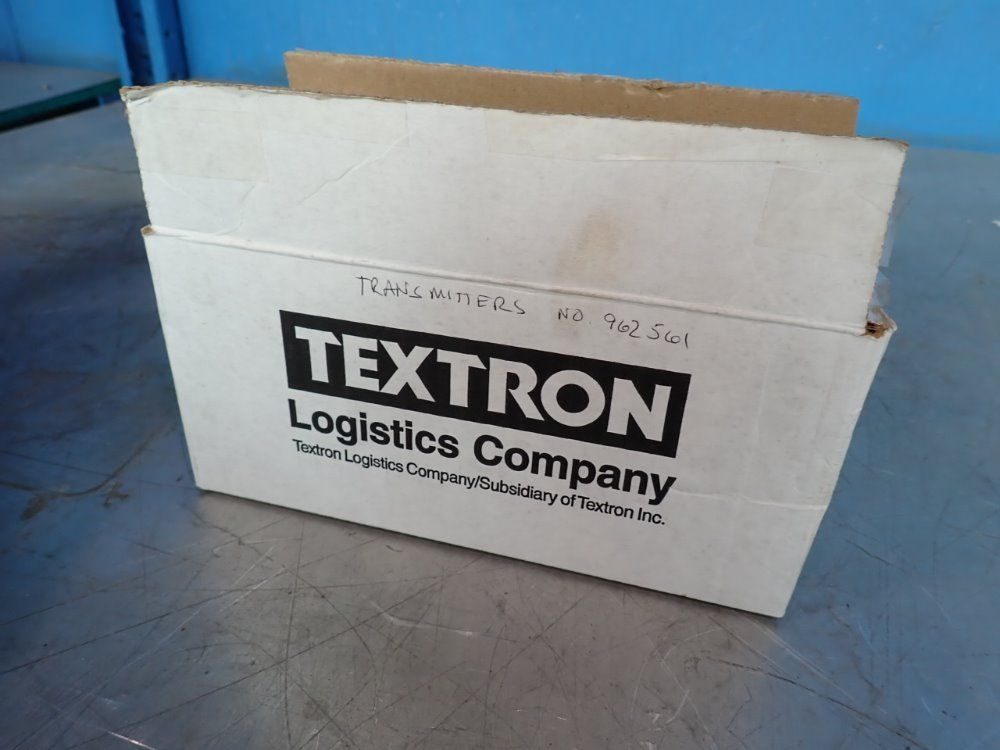 TRANSMITTERS NO. 962561
TEXTRON
Logistics Company
Textron Logistics Company/Subsidiary of Textron Inc.